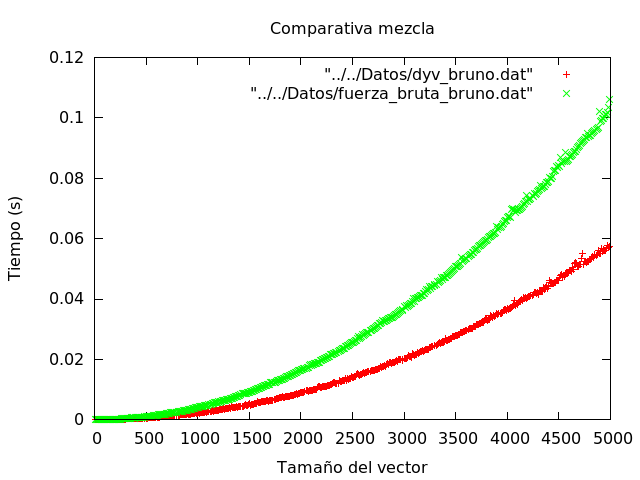 Comparativa mezcla
0.12
"../../Datos/dyv_bruno.dat"
"../../Datos/fuerza_bruta_bruno.dat"
0.1
0.08
0.06
0.04
0.02
0
Tiempo (s)
0 500 1000 1500 2000 2500 3000 3500 4000 4500 5000
Tamaño del vector